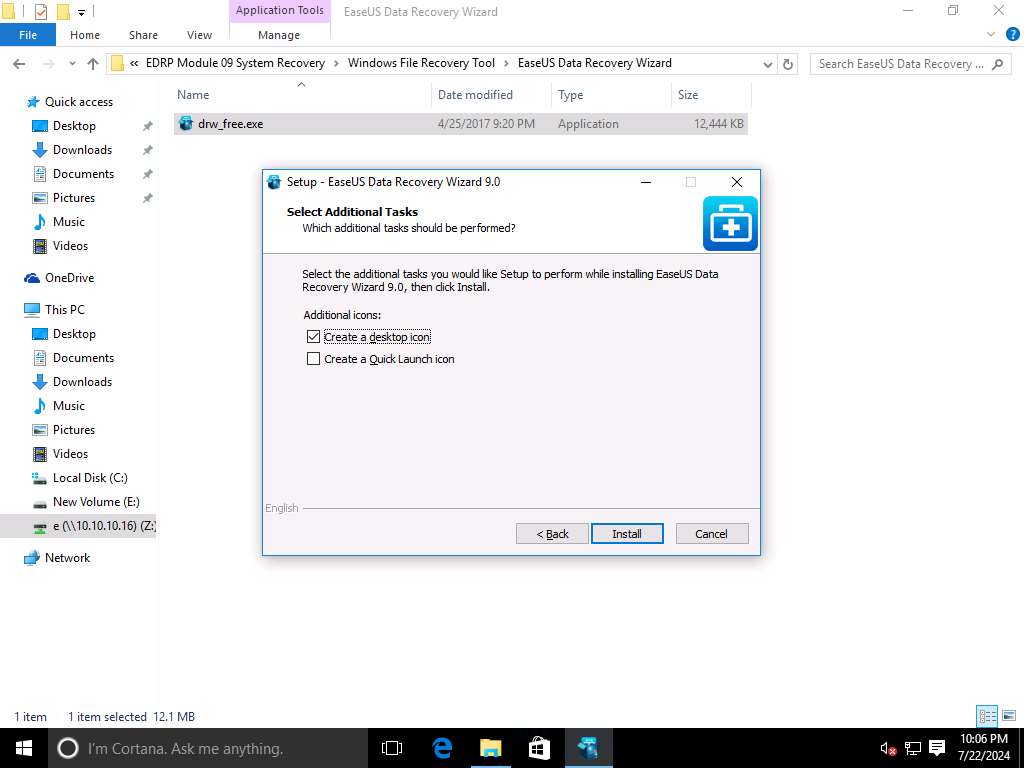 Application Tools
EaseUS Data Recovery Wizard
File
Home
Share
View
Manage
« EDRP Module 09 System Recovery > Windows File Recovery Tool > EaseUS Data Recovery Wizard
Search EaseUS Data Recovery ...
Name
Date modified
Type
Size
drw_free.exe
4/25/2017 9:20 PM
Application
12,444 KB
Quick access
Desktop
Downloads
Documents
Pictures
Music
Videos
OneDrive
This PC
Desktop
Documents
Downloads
Music
Pictures
Videos
Local Disk (C:)
New Volume (E:)
e (\\10.10.10.16) (Z:)
Network
Setup - EaseUS Data Recovery Wizard 9.0
Select Additional Tasks
Which additional tasks should be performed?
Select the additional tasks you would like Setup to perform while installing EaseUS Data
Recovery Wizard 9.0, then click Install.
Additional icons:
Create a desktop icon
Create a Quick Launch icon
English
< Back
Install
Cancel
1 item
1 item selected 12.1 MB
I'm Cortana. Ask me anything.
10:06 PM
7/22/2024